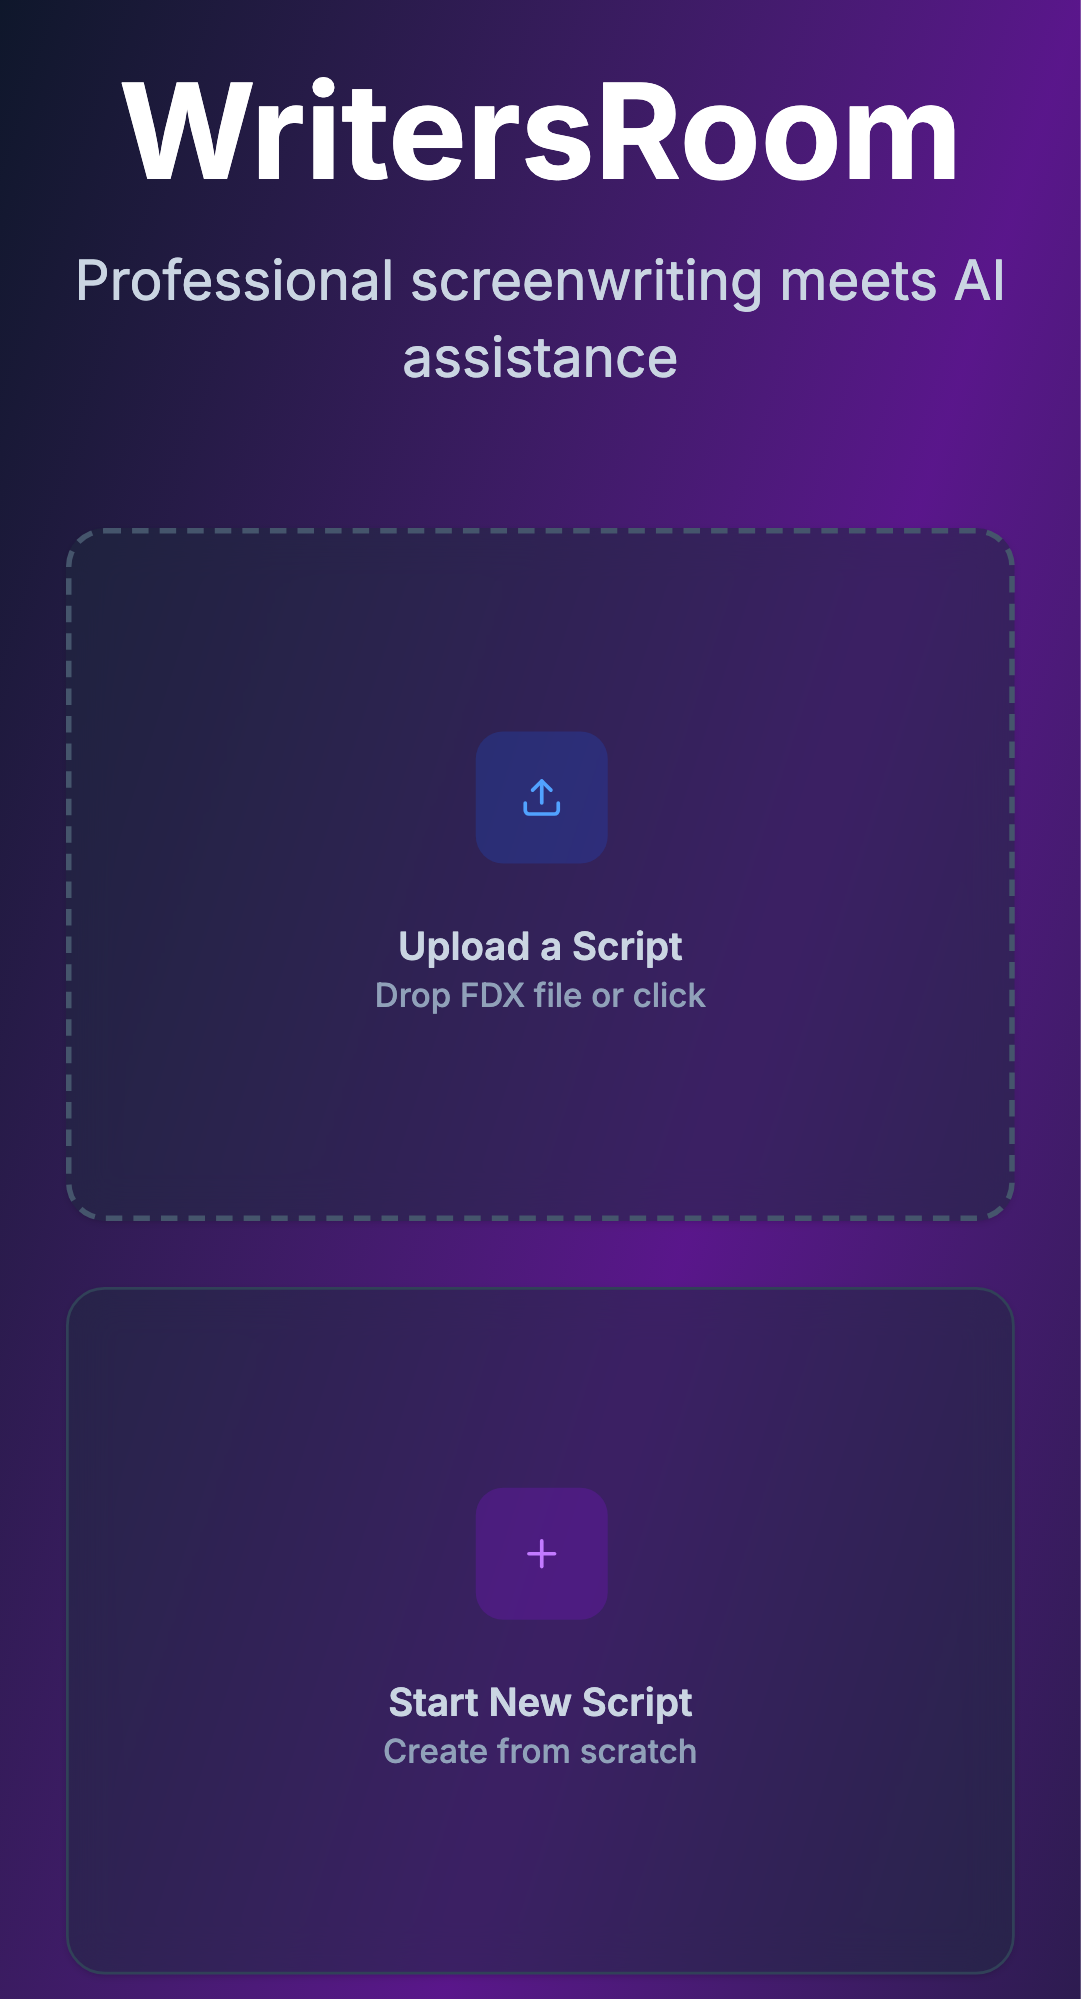 WritersRoom
Professional screenwriting meets AI
assistance
Upload a Script
Drop FDX file or click
Start New Script
Create from scratch